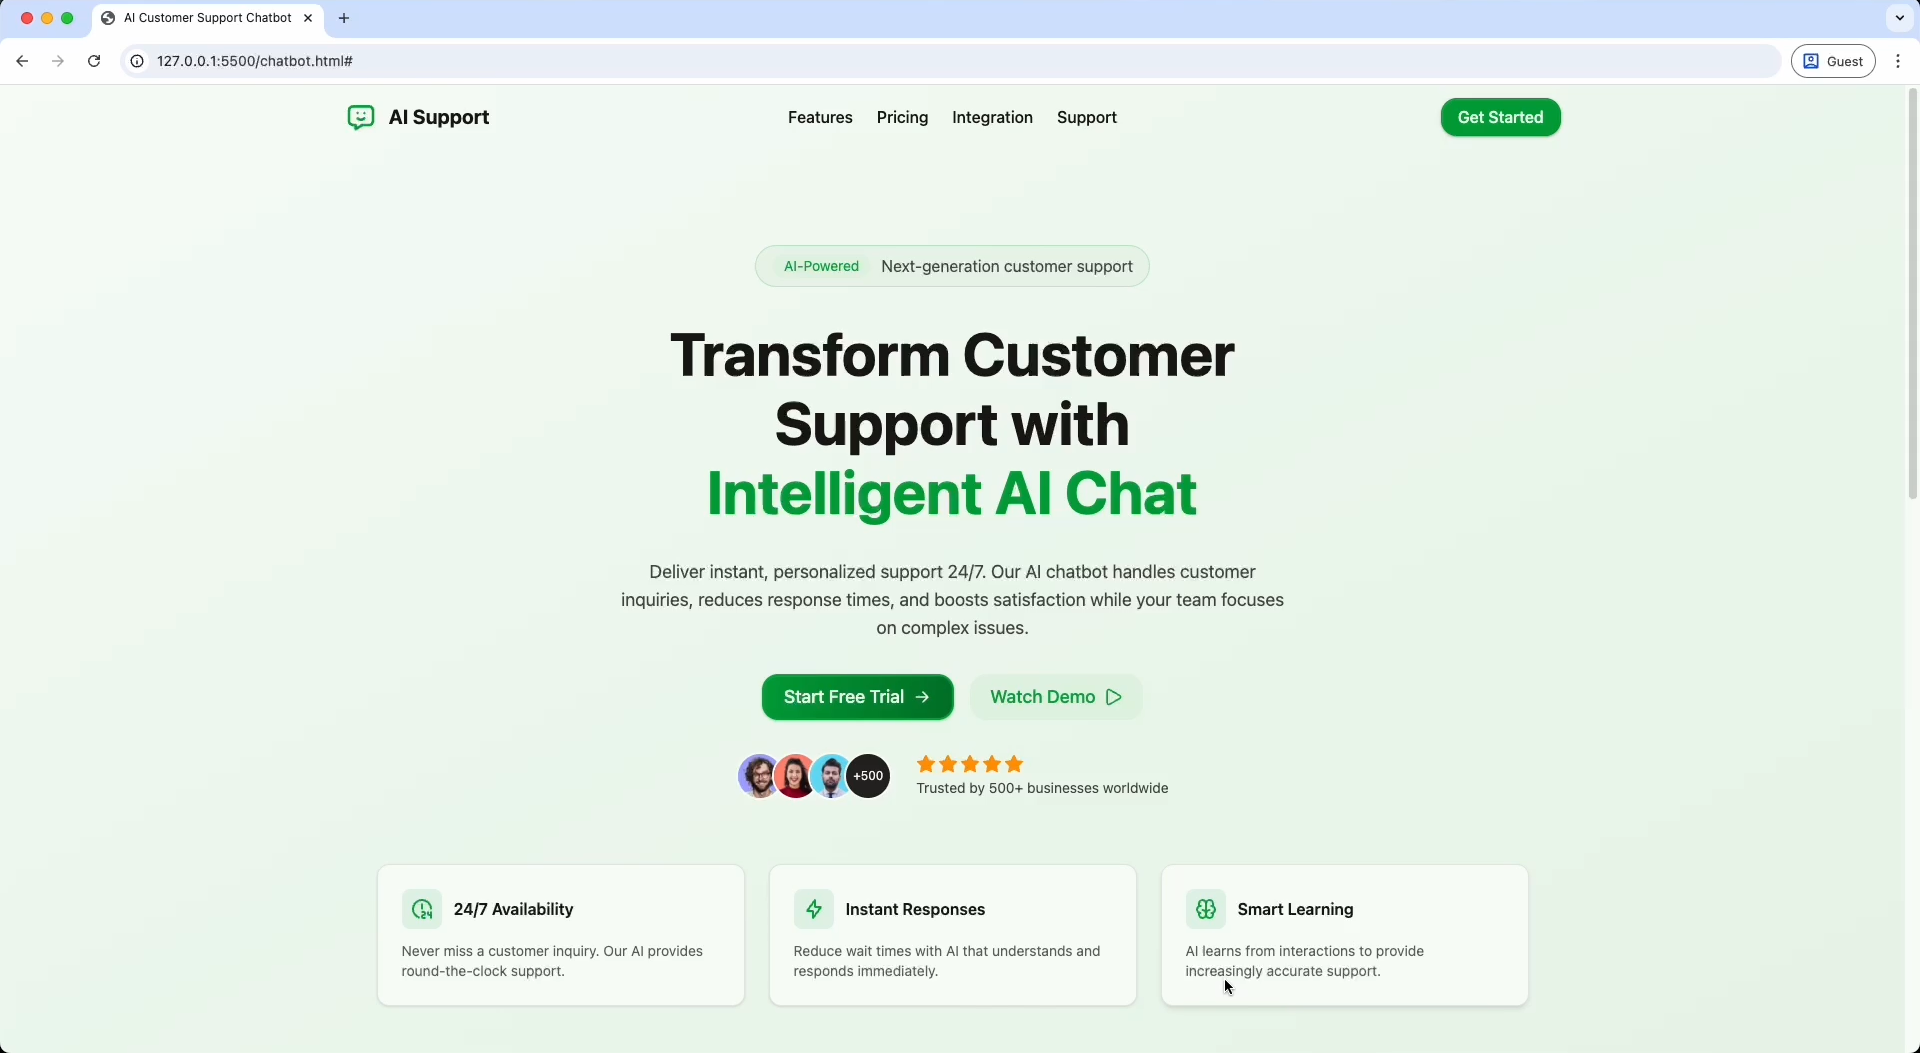 AI Customer Support Chatbot
127.0.0.1:5500/chatbot.html#
Guest
AI Support
Features
Pricing
Integration
Support
Get Started
AI-Powered Next-generation customer support
Transform Customer
Support with
Intelligent AI Chat
Deliver instant, personalized support 24/7. Our AI chatbot handles customer
inquiries, reduces response times, and boosts satisfaction while your team focuses
on complex issues.
Start Free Trial
Watch Demo
+500
Trusted by 500+ businesses worldwide
24
24/7 Availability
Never miss a customer inquiry. Our AI provides
round-the-clock support.
Instant Responses
Reduce wait times with AI that understands and
responds immediately.
Smart Learning
AI learns from interactions to provide
increasingly accurate support.